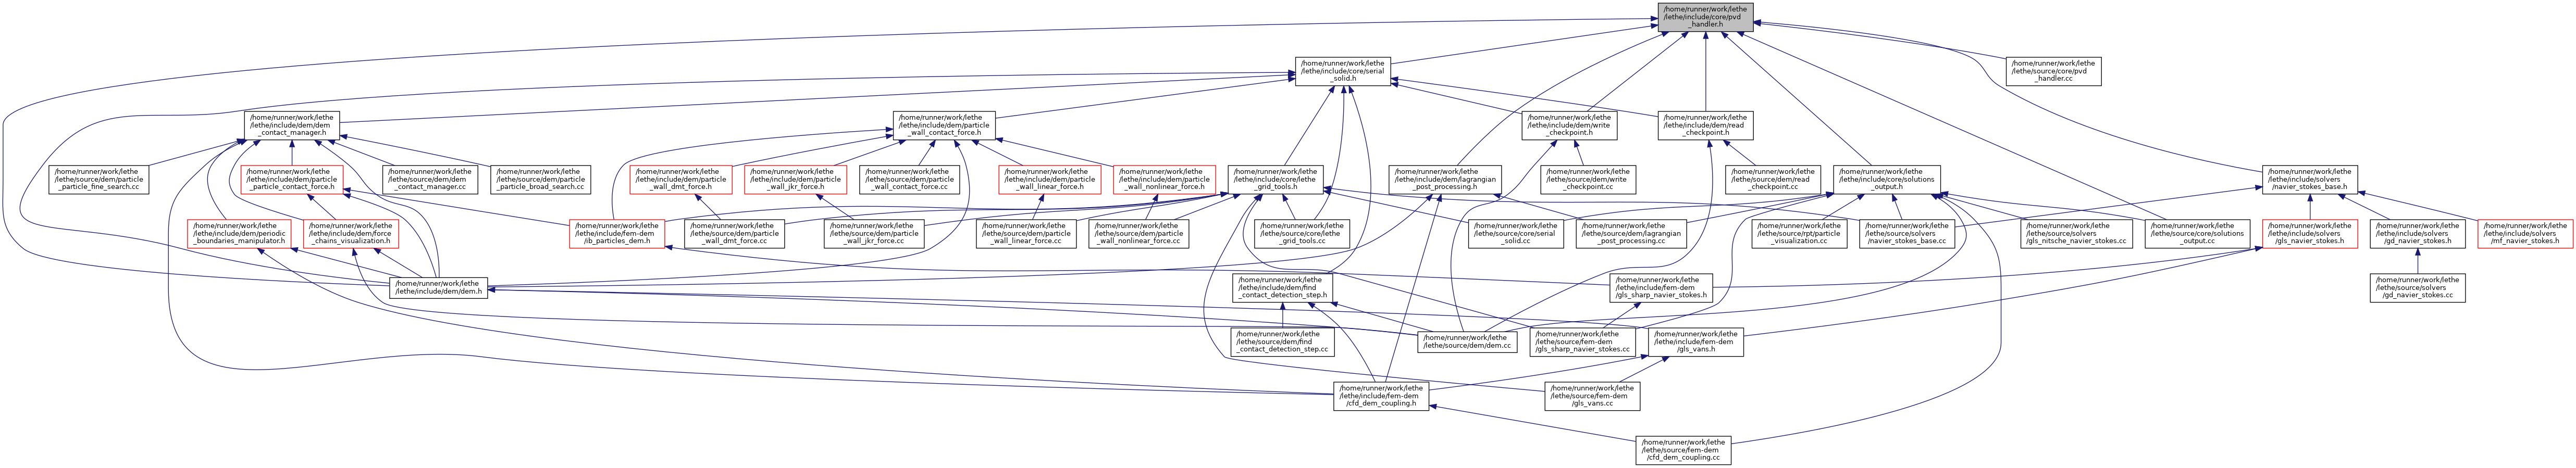 /home/runner/work/lethe
/lethe/include/core/pvd
_handler.h
/home/runner/work/lethe
/lethe/include/core/serial
_solid.h
/home/runner/work/lethe
/lethe/source/core/pvd
_handler.cc
/home/runner/work/lethe
/lethe/include/dem/dem
_contact_manager.h
/home/runner/work/lethe
/lethe/include/dem/particle
_wall_contact_force.h
/home/runner/work/lethe
/lethe/include/dem/write
_checkpoint.h
/home/runner/work/lethe
/lethe/include/dem/read
_checkpoint.h
/home/runner/work/lethe
/lethe/source/dem/particle
_particle_fine_search.cc
/home/runner/work/lethe
/lethe/include/dem/particle
_particle_contact_force.h
/home/runner/work/lethe
/lethe/source/dem/dem
_contact_manager.cc
/home/runner/work/lethe
/lethe/source/dem/particle
_particle_broad_search.cc
/home/runner/work/lethe
/lethe/include/dem/particle
_wall_dmt_force.h
/home/runner/work/lethe
/lethe/include/dem/particle
_wall_jkr_force.h
/home/runner/work/lethe
/lethe/source/dem/particle
_wall_contact_force.cc
/home/runner/work/lethe
/lethe/include/dem/particle
_wall_linear_force.h
/home/runner/work/lethe
/lethe/include/dem/particle
_wall_nonlinear_force.h
/home/runner/work/lethe
/lethe/include/core/lethe
_grid_tools.h
/home/runner/work/lethe
/lethe/include/dem/lagrangian
_post_processing.h
/home/runner/work/lethe
/lethe/source/dem/write
_checkpoint.cc
/home/runner/work/lethe
/lethe/source/dem/read
_checkpoint.cc
/home/runner/work/lethe
/lethe/include/core/solutions
_output.h
/home/runner/work/lethe
/lethe/include/solvers
/navier_stokes_base.h
/home/runner/work/lethe
/lethe/include/dem/periodic
_boundaries_manipulator.h
/home/runner/work/lethe
/lethe/include/dem/force
_chains_visualization.h
/home/runner/work/lethe
/lethe/include/fem-dem
/ib_particles_dem.h
/home/runner/work/lethe
/lethe/source/dem/particle
_wall_dmt_force.cc
/home/runner/work/lethe
/lethe/source/dem/particle
_wall_jkr_force.cc
/home/runner/work/lethe
/lethe/source/dem/particle
_wall_linear_force.cc
/home/runner/work/lethe
/lethe/source/dem/particle
_wall_nonlinear_force.cc
/home/runner/work/lethe
/lethe/source/core/lethe
_grid_tools.cc
/home/runner/work/lethe
/lethe/source/core/serial
_solid.cc
/home/runner/work/lethe
/lethe/source/dem/lagrangian
_post_processing.cc
/home/runner/work/lethe
/lethe/source/rpt/particle
_visualization.cc
/home/runner/work/lethe
/lethe/source/solvers
/navier_stokes_base.cc
/home/runner/work/lethe
/lethe/source/solvers
/gls_nitsche_navier_stokes.cc
/home/runner/work/lethe
/lethe/source/core/solutions
_output.cc
/home/runner/work/lethe
/lethe/include/solvers
/gls_navier_stokes.h
/home/runner/work/lethe
/lethe/include/solvers
/gd_navier_stokes.h
/home/runner/work/lethe
/lethe/include/solvers
/mf_navier_stokes.h
/home/runner/work/lethe
/lethe/include/dem/dem.h
/home/runner/work/lethe
/lethe/include/dem/find
_contact_detection_step.h
/home/runner/work/lethe
/lethe/include/fem-dem
/gls_sharp_navier_stokes.h
/home/runner/work/lethe
/lethe/source/solvers
/gd_navier_stokes.cc
/home/runner/work/lethe
/lethe/source/dem/find
_contact_detection_step.cc
/home/runner/work/lethe
/lethe/source/dem/dem.cc
/home/runner/work/lethe
/lethe/source/fem-dem
/gls_sharp_navier_stokes.cc
/home/runner/work/lethe
/lethe/include/fem-dem
/gls_vans.h
/home/runner/work/lethe
/lethe/include/fem-dem
/cfd_dem_coupling.h
/home/runner/work/lethe
/lethe/source/fem-dem
/gls_vans.cc
/home/runner/work/lethe
/lethe/source/fem-dem
/cfd_dem_coupling.cc